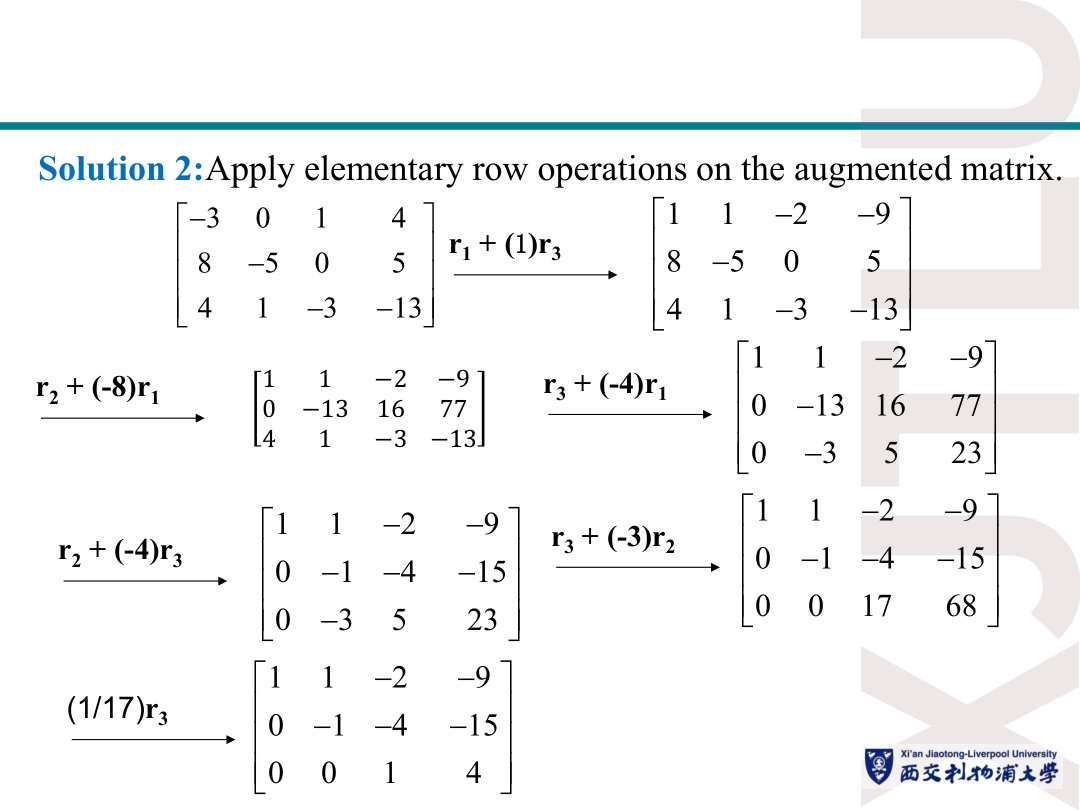 Solution 2:Apply elementary row operations on the augmented matrix.
–3 0 1 4
8 –5 0 5
4 1 –3 –13
r1 + (1)r3
1 1 –2 –9
8 –5 0 5
4 1 –3 –13
r2 + (-8)r1
1 1 −2 −9
0 −13 16 77
4 1 −3 −13
r3 + (-4)r1
1 1 –2 –9
0 –13 16 77
0 –3 5 23
r2 + (-4)r3
1 1 –2 –9
0 –1 –4 –15
0 –3 5 23
r3 + (-3)r2
1 1 –2 –9
0 –1 –4 –15
0 0 17 68
(1/17)r3
1 1 –2 –9
0 –1 –4 –15
0 0 1 4
XJTLU
Xi'an Jiaotong-Liverpool University
西交利物浦大学